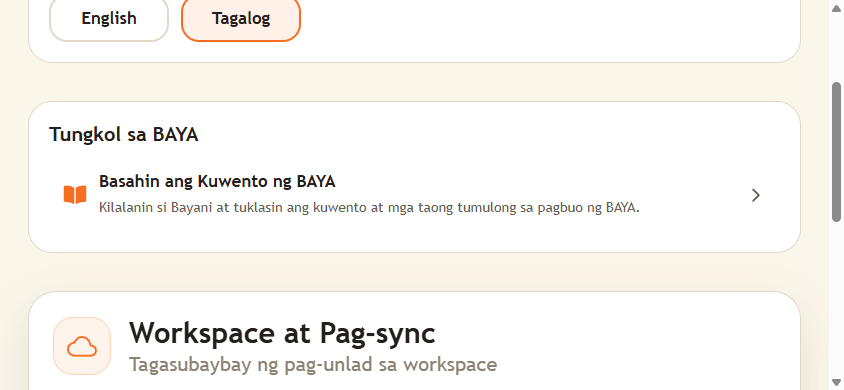 English
Tagalog
Tungkol sa BAYA
Basahin ang Kuwento ng BAYA
Kilalanin si Bayani at tuklasin ang kuwento at mga taong tumulong sa pagbuo ng BAYA.
Workspace at Pag-sync
Tagasubaybay ng pag-unlad sa workspace